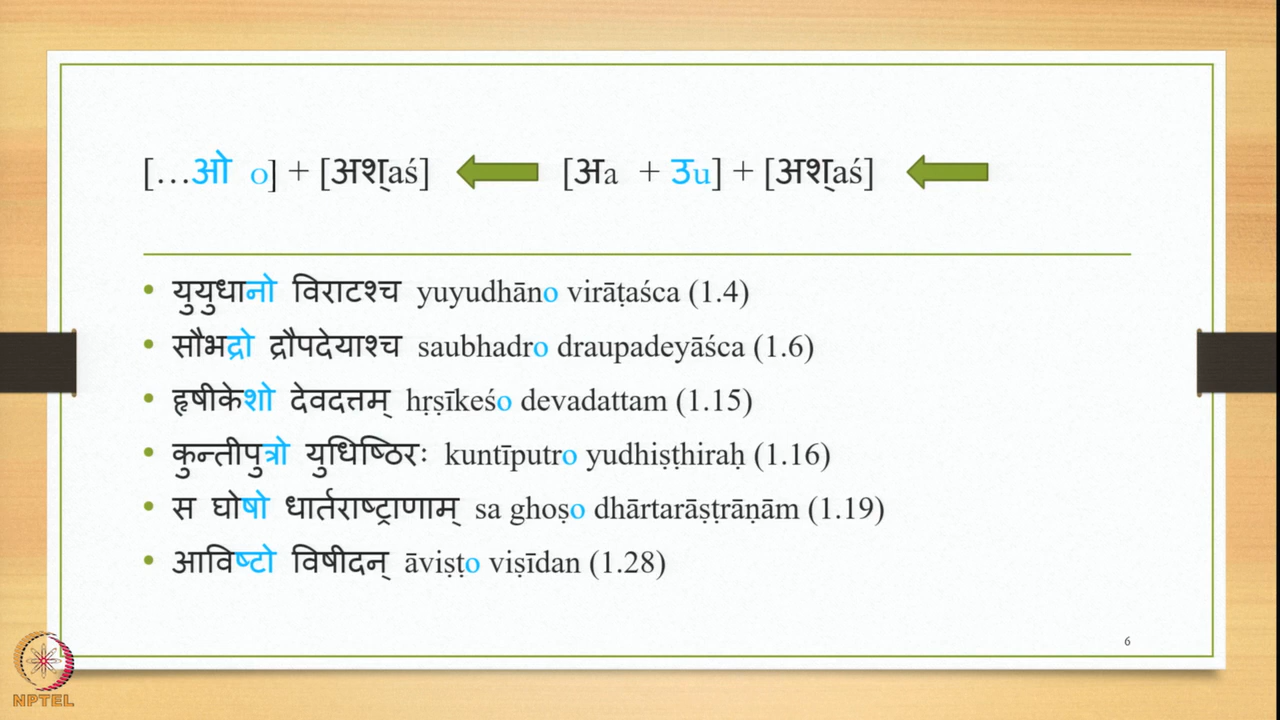 […ओ o] + [अश्aś] [अa + उu] + [अश्aś]
• युयुधानो विराटश्च yuyudhāno virāṭaśca (1.4)
• सौभद्रो द्रौपदेयाश्च saubhadro draupadeyāśca (1.6)
• हृषीकेशो देवदत्तम् hṛṣīkeśo devadattam (1.15)
• कुन्तीपुत्रो युधिष्ठिरः kuntīputro yudhiṣṭhiraḥ (1.16)
• स घोषो धार्तराष्ट्राणाम् sa ghoṣo dhārtarāṣṭrāṇām (1.19)
• आविष्टो विषीदन् āviṣṭo viṣīdan (1.28)
6
NPTEL